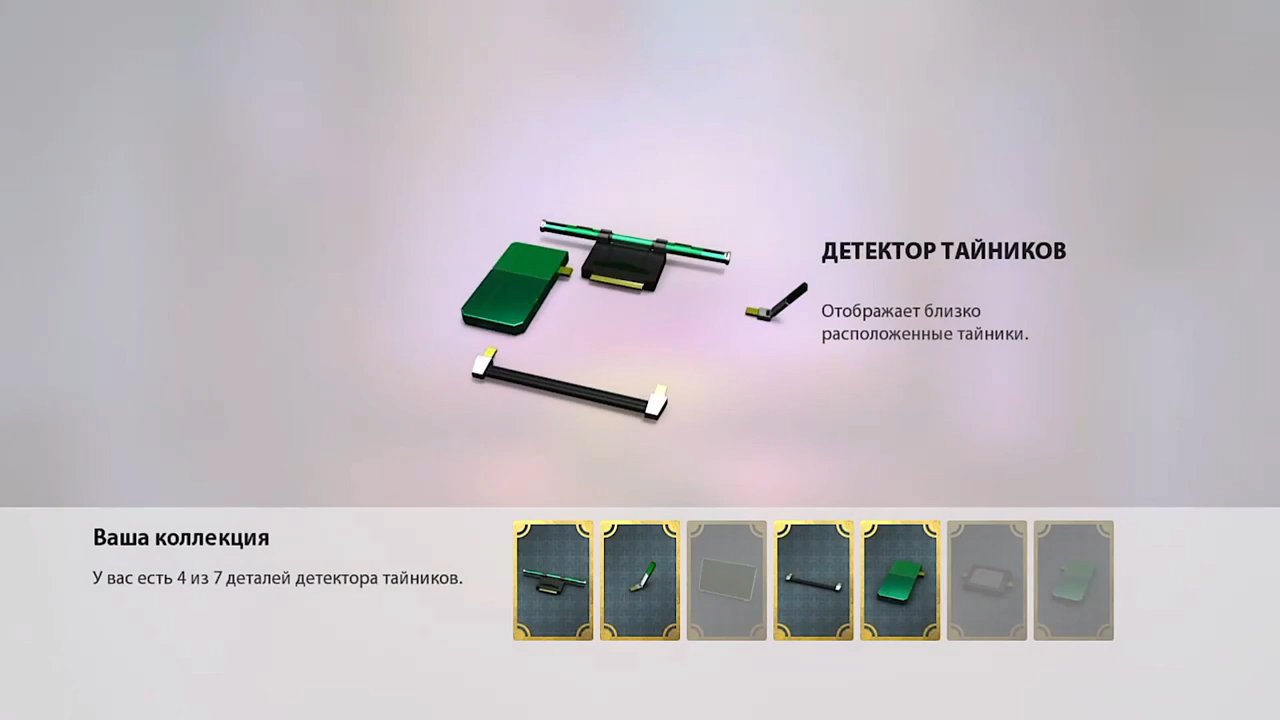 ДЕТЕКТОР ТАЙНИКОВ
Отображает близко
расположенные тайники.
Ваша коллекция
У вас есть 4 из 7 деталей детектора тайников.